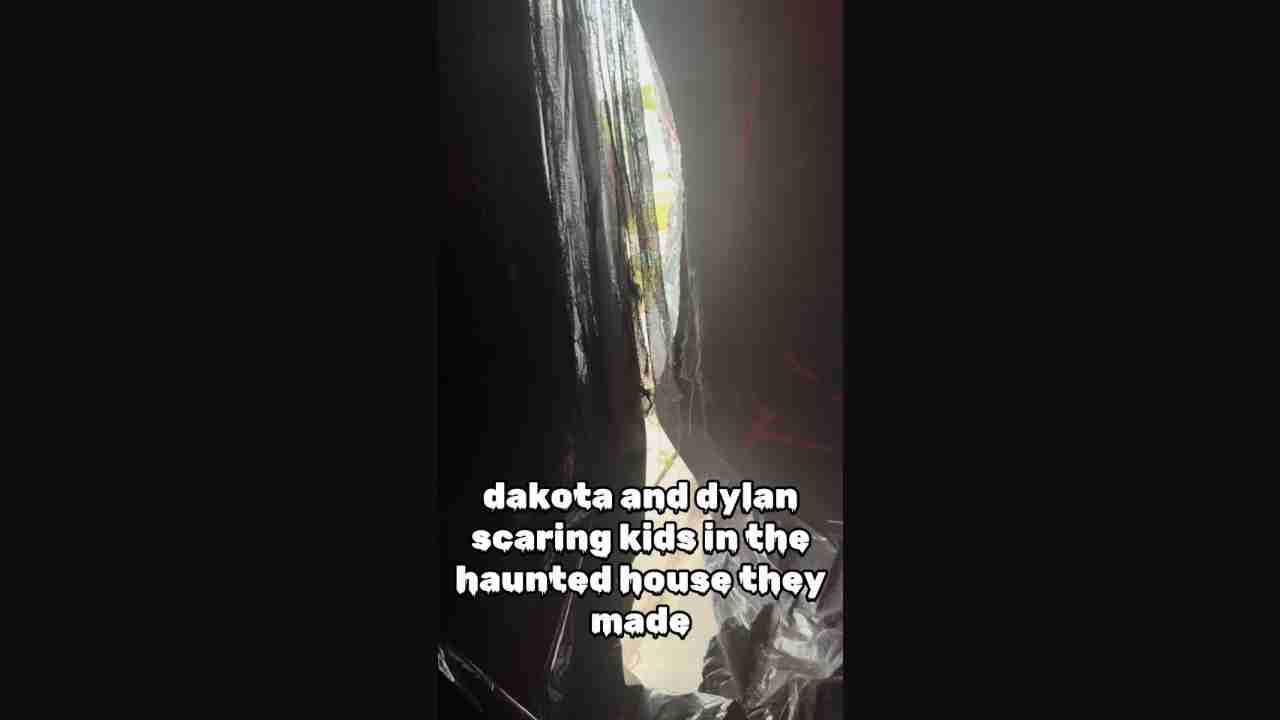 dakota and dylan
scaring kids in the
haunted house they
made